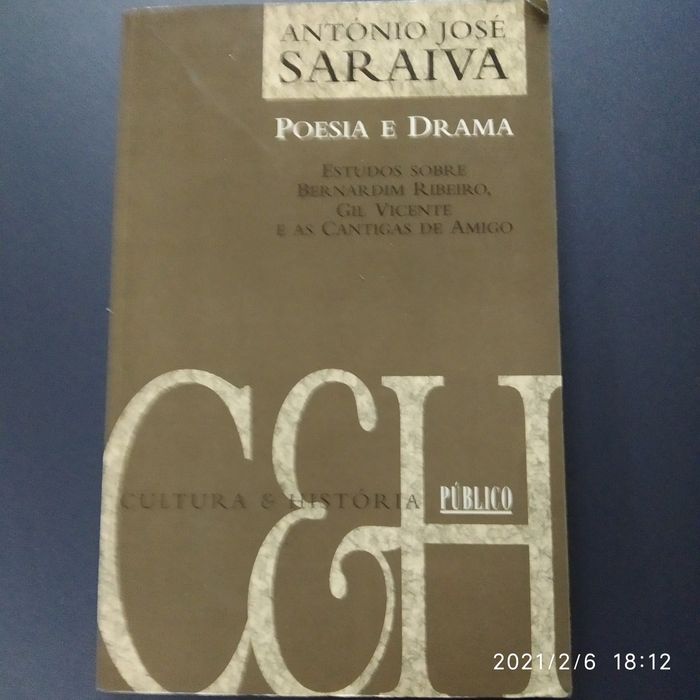 ANTÓNIO JOSÉ
SARAIVA
POESIA E DRAMA
ESTUDOS SOBRE
BERNARDIM RIBEIRO,
GIL VICENTE
E AS CANTIGAS DE AMIGO
C&H
CULTURA & HISTÓRIA PÚBLICO
2021/2/6 18:12